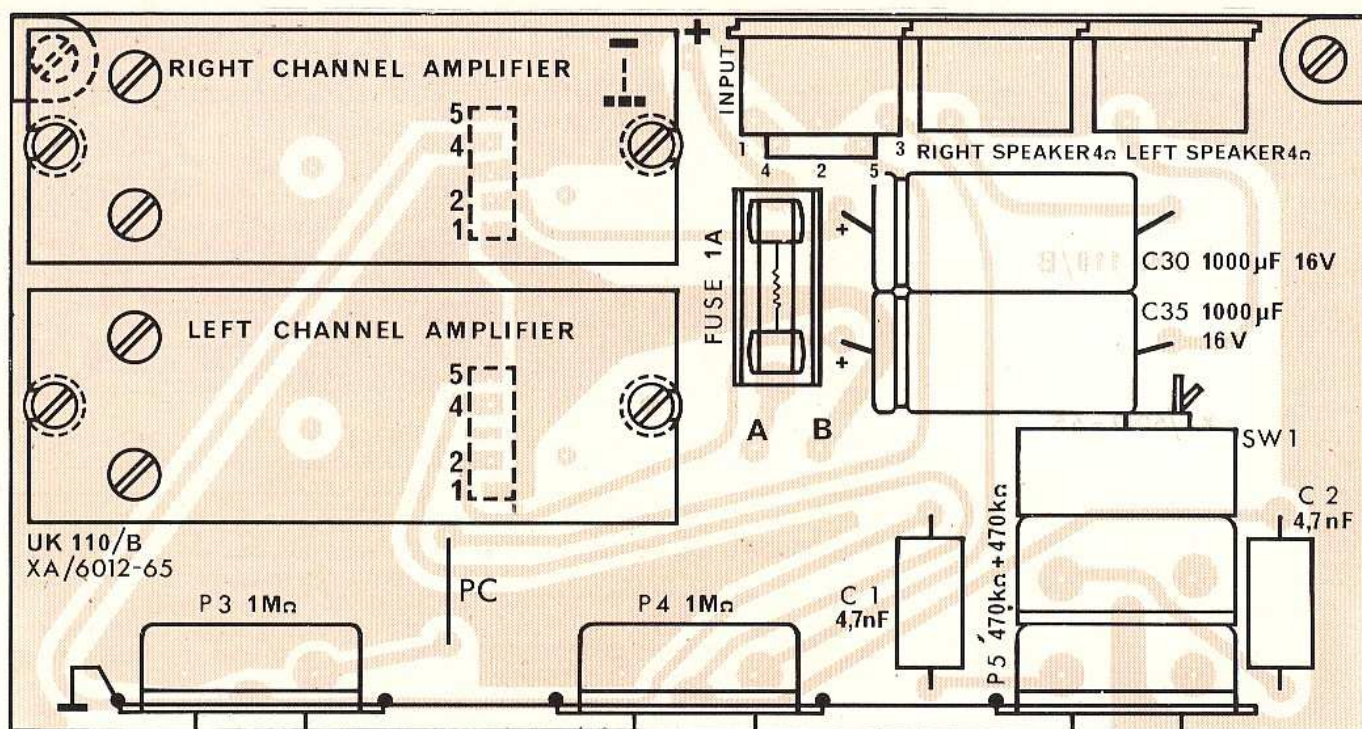 +
RIGHT CHANNEL AMPLIFIER
5
4
2
1
INPUT
1
3
4
2
5
RIGHT SPEAKER4Ω LEFT SPEAKER4Ω
FUSE 1A
+
C30 1000µF 16V
C35 1000µF
16V
+
A B
LEFT CHANNEL AMPLIFIER
5
4
2
1
SW1
UK 110/B
XA/6012-65
PC
P3 1MΩ
P4 1MΩ
C 1
4,7nF
P5 470kΩ+470kΩ
C 2
4,7nF
110/B